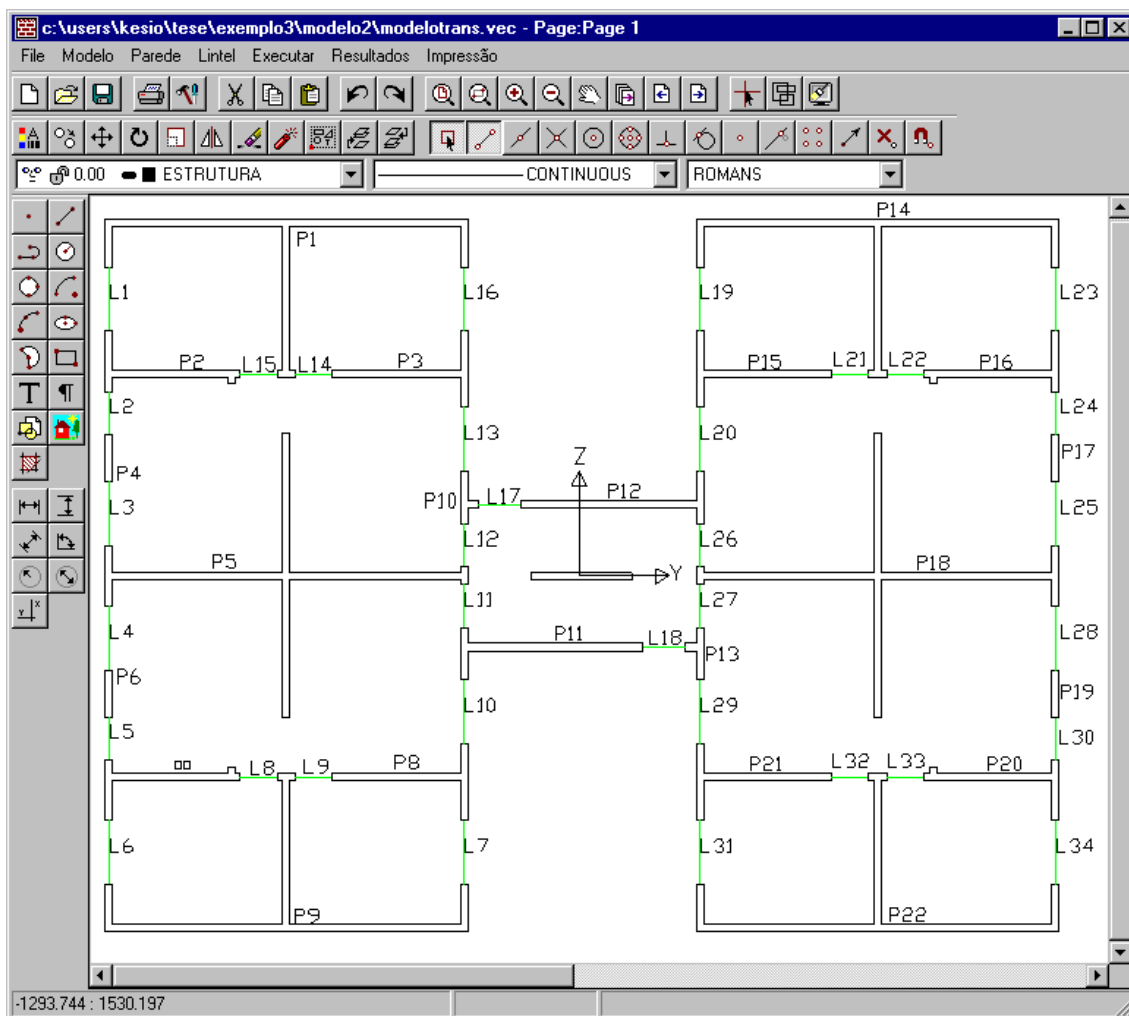 c:\users\kesio\tese\exemplo3\modelo2\modelotrans.vec - Page:Page 1
File Modelo Parede Lintel Executar Resultados Impressão
0.00 ESTRUTURA CONTINUOUS ROMANS
P14
P1
L1 L16 L19 L23
P2 L15 L14 P3 P15 L21 L22 P16
L2 L24
L13 L20
P4 P17
Z
L3 P10 L17 P12 L25
L12 L26
P5 Y P18
L11 L27
L4 P11 L18 L28
P13
P6 P19
L10 L29
L5 L30
L8 L9 P8 P21 L32 L33 P20
L6 L7 L31 L34
P9 P22
-1293.744 : 1530.197